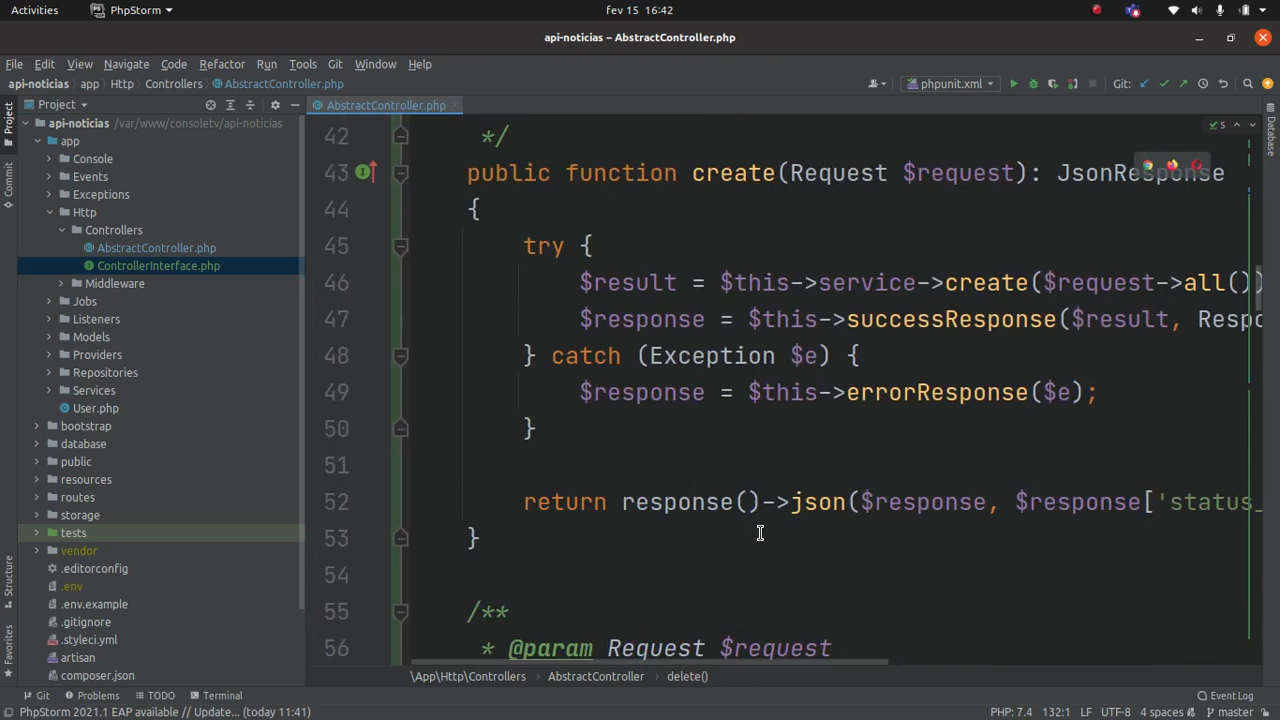 Activities
PhpStorm
fev 15 16:42
api-noticias – AbstractController.php
File Edit View Navigate Code Refactor Run Tools Git Window Help
api-noticias app Http Controllers AbstractController.php
phpunit.xml
Git:
Project
AbstractController.php
5
api-noticias /var/www/consoletv/api-noticias
app
Console
Events
Exceptions
Http
Controllers
AbstractController.php
ControllerInterface.php
Middleware
Jobs
Listeners
Models
Providers
Repositories
Services
User.php
bootstrap
database
public
resources
routes
storage
tests
vendor
.editorconfig
.env
.env.example
.gitignore
.styleci.yml
artisan
composer.json
Project
Commit
Structure
Favorites
Database
42 */
43 public function create(Request $request): JsonResponse
44 {
45 try {
46 $result = $this->service->create($request->all())
47 $response = $this->successResponse($result, Respo
48 } catch (Exception $e) {
49 $response = $this->errorResponse($e);
50 }
51
52 return response()->json($response, $response['status_
53 }
54
55 /**
56 * @param Request $request
\App\Http\Controllers AbstractController delete()
Git Problems TODO Terminal Event Log
PhpStorm 2021.1 EAP available // Update... (today 11:41) PHP: 7.4 132:1 LF UTF-8 4 spaces master